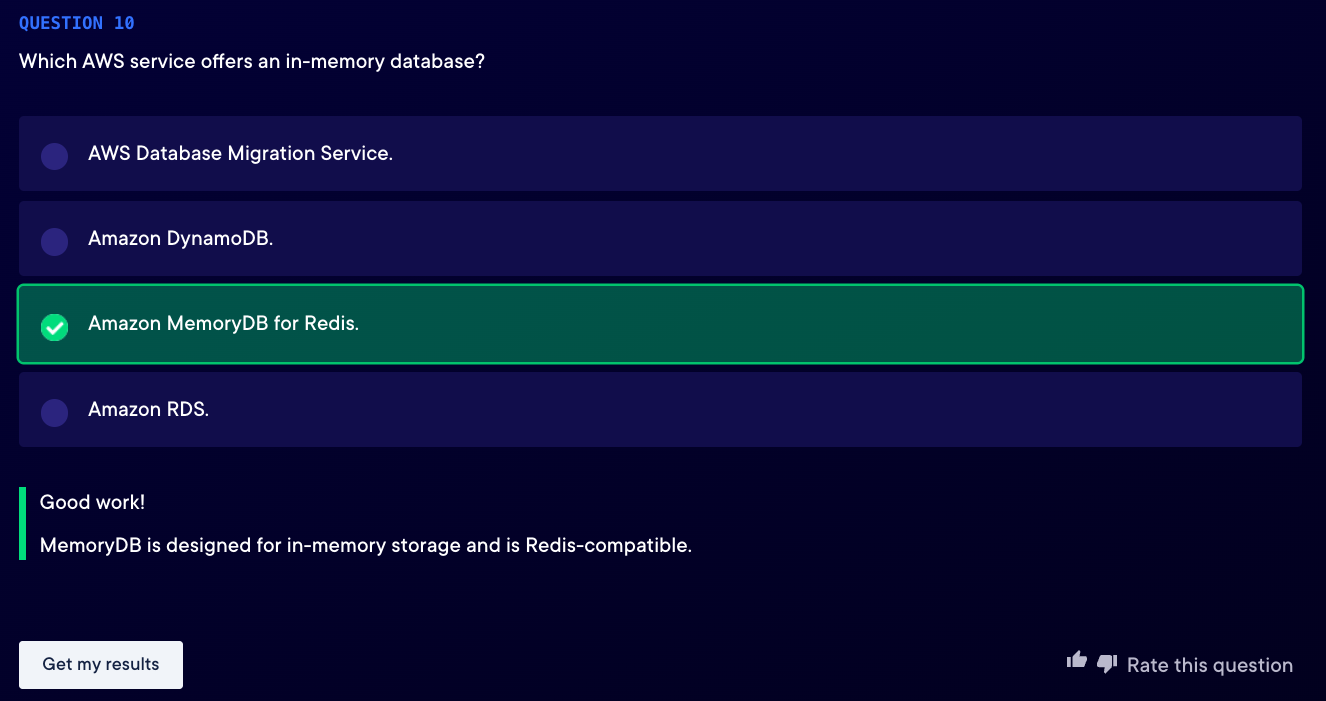 QUESTION 10
Which AWS service offers an in-memory database?
AWS Database Migration Service.
Amazon DynamoDB.
Amazon MemoryDB for Redis.
Amazon RDS.
Good work!
MemoryDB is designed for in-memory storage and is Redis-compatible.
Get my results
Rate this question